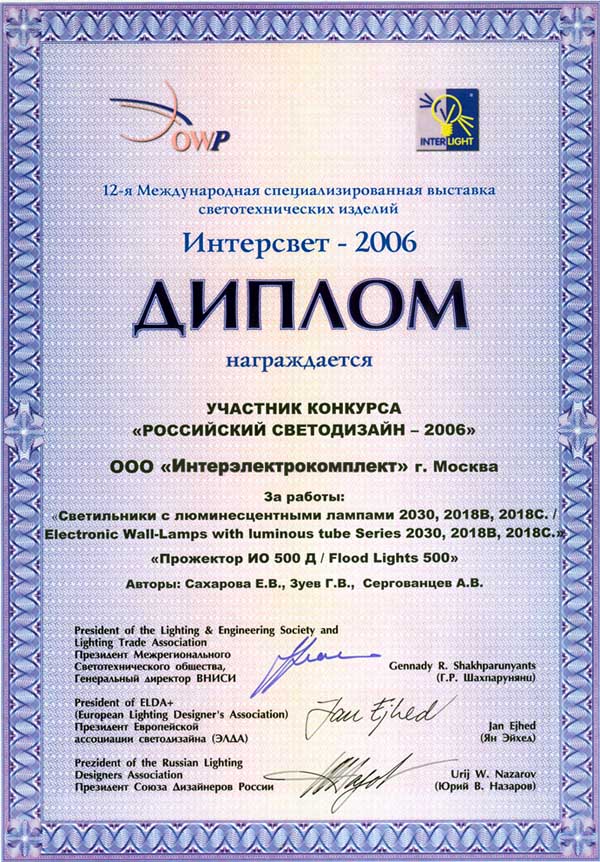 OWP
INTERLIGHT
12-я Международная специализированная выставка
светотехнических изделий
Интерсвет - 2006
ДИПЛОМ
награждается
УЧАСТНИК КОНКУРСА
«РОССИЙСКИЙ СВЕТОДИЗАЙН – 2006»
ООО «Интерэлектрокомплект» г. Москва
За работы:
«Светильники с люминесцентными лампами 2030, 2018В, 2018С. /
Electronic Wall-Lamps with luminous tube Series 2030, 2018B, 2018C.»
«Прожектор ИО 500 Д / Flood Lights 500»
Авторы: Сахарова Е.В., Зуев Г.В., Сергованцев А.В.
President of the Lighting & Engineering Society and
Lighting Trade Association
Президент Межрегионального
Светотехнического общества,
Генеральный директор ВНИСИ
Gennady R. Shakhparunyants
(Г.Р. Шахпарунянц)
President of ELDA+
(European Lighting Designer's Association)
Президент Европейской
ассоциации светодизайна (ЭЛДА)
Jan Ejhed
Jan Ejhed
(Ян Эйхед)
Prezident of the Russian Lighting
Designers Association
Президент Союза Дизайнеров России
Urij W. Nazarov
(Юрий В. Назаров)